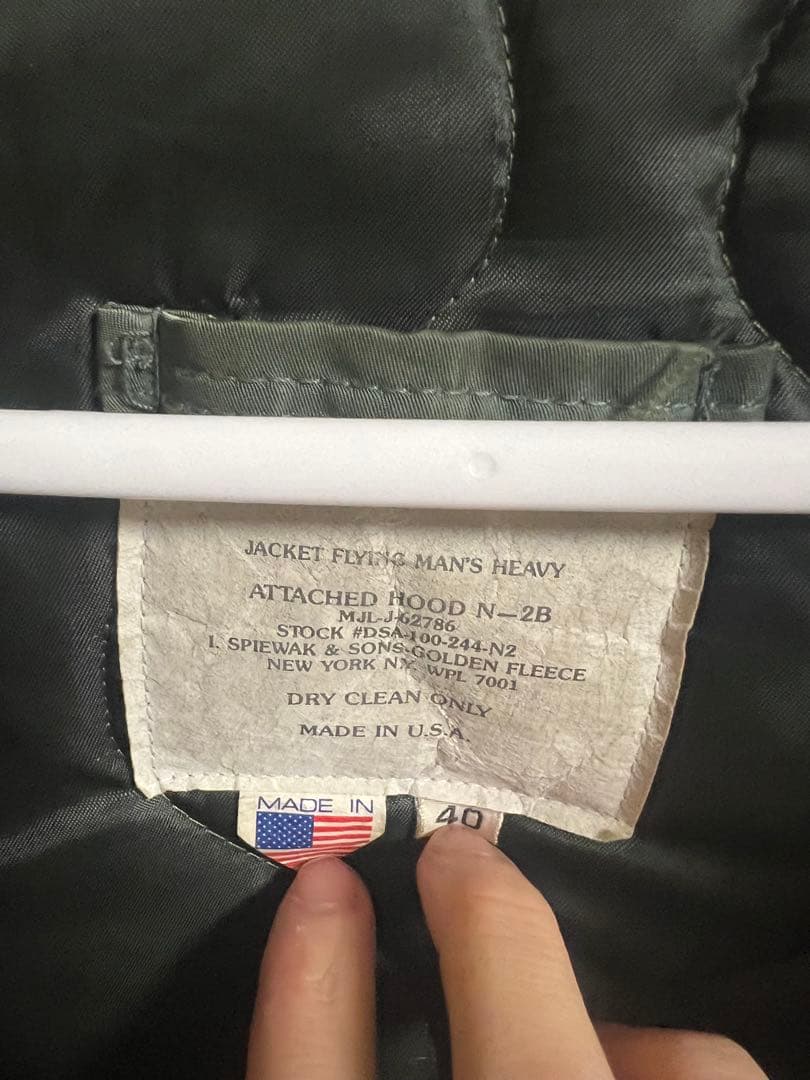 JACKET FLYING MAN'S HEAVY
ATTACHED HOOD N-2B
MJL-J-62786
STOCK #DSA-100-244-N2
I. SPIEWAK & SONS-GOLDEN FLEECE
NEW YORK NY, WPL 7001
DRY CLEAN ONLY
MADE IN U.S.A.
MADE IN
40